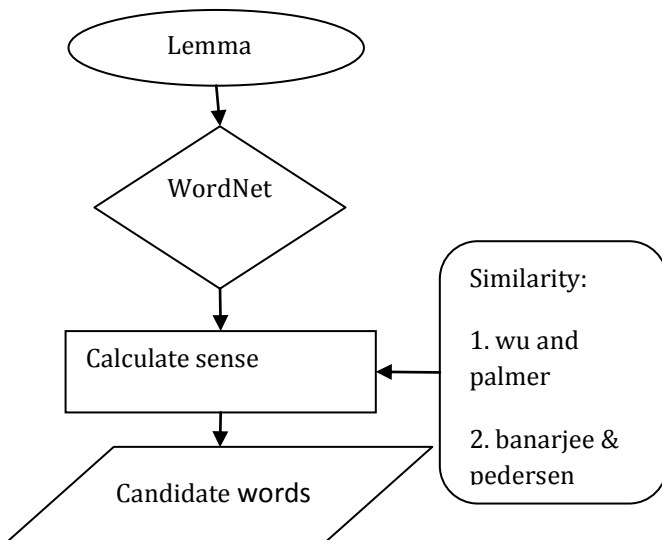 Lemma
WordNet
Calculate sense
Candidate words
Similarity:
1. wu and
palmer
2. banarjee &
pedersen